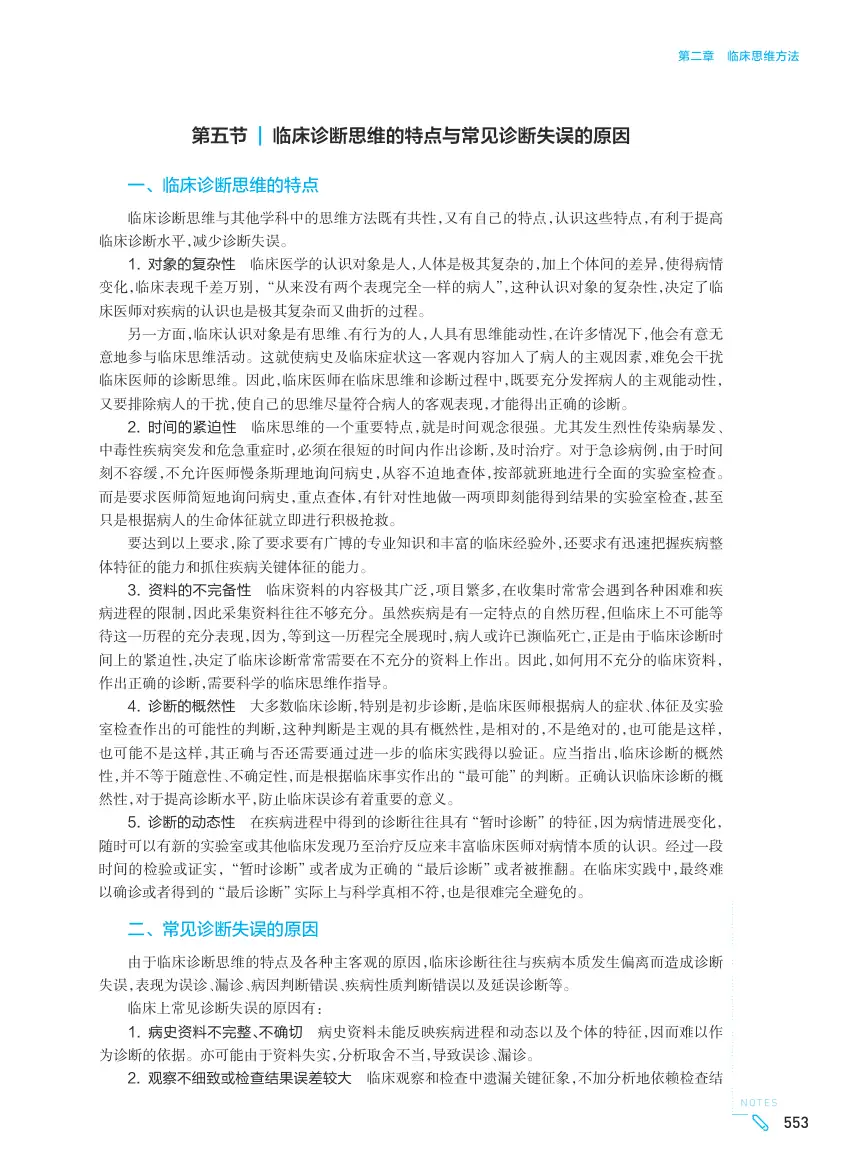 第二章 临床思维方法
第五节 | 临床诊断思维的特点与常见诊断失误的原因
一、临床诊断思维的特点
临床诊断思维与其他学科中的思维方法既有共性,又有自己的特点,认识这些特点,有利于提高
临床诊断水平,减少诊断失误。
1. 对象的复杂性 临床医学的认识对象是人,人体是极其复杂的,加上个体间的差异,使得病情
变化,临床表现千差万别,“从来没有两个表现完全一样的病人”,这种认识对象的复杂性,决定了临
床医师对疾病的认识也是极其复杂而又曲折的过程。
另一方面,临床认识对象是有思维、有行为的人,人具有思维能动性,在许多情况下,他会有意无
意地参与临床思维活动。这就使病史及临床症状这一客观内容加入了病人的主观因素,难免会干扰
临床医师的诊断思维。因此,临床医师在临床思维和诊断过程中,既要充分发挥病人的主观能动性,
又要排除病人的干扰,使自己的思维尽量符合病人的客观表现,才能得出正确的诊断。
2. 时间的紧迫性 临床思维的一个重要特点,就是时间观念很强。尤其发生烈性传染病暴发、
中毒性疾病突发和危急重症时,必须在很短的时间内作出诊断,及时治疗。对于急诊病例,由于时间
刻不容缓,不允许医师慢条斯理地询问病史,从容不迫地查体,按部就班地进行全面的实验室检查。
而是要求医师简短地询问病史,重点查体,有针对性地做一两项即刻能得到结果的实验室检查,甚至
只是根据病人的生命体征就立即进行积极抢救。
要达到以上要求,除了要求要有广博的专业知识和丰富的临床经验外,还要求有迅速把握疾病整
体特征的能力和抓住疾病关键体征的能力。
3. 资料的不完备性 临床资料的内容极其广泛,项目繁多,在收集时常常会遇到各种困难和疾
病进程的限制,因此采集资料往往不够充分。虽然疾病是有一定特点的自然历程,但临床上不可能等
待这一历程的充分表现,因为,等到这一历程完全展现时,病人或许已濒临死亡,正是由于临床诊断时
间上的紧迫性,决定了临床诊断常常需要在不充分的资料上作出。因此,如何用不充分的临床资料,
作出正确的诊断,需要科学的临床思维作指导。
4. 诊断的概然性 大多数临床诊断,特别是初步诊断,是临床医师根据病人的症状、体征及实验
室检查作出的可能性的判断,这种判断是主观的具有概然性,是相对的,不是绝对的,也可能是这样,
也可能不是这样,其正确与否还需要通过进一步的临床实践得以验证。应当指出,临床诊断的概然
性,并不等于随意性、不确定性,而是根据临床事实作出的“最可能”的判断。正确认识临床诊断的概
然性,对于提高诊断水平,防止临床误诊有着重要的意义。
5. 诊断的动态性 在疾病进程中得到的诊断往往具有“暂时诊断”的特征,因为病情进展变化,
随时可以有新的实验室或其他临床发现乃至治疗反应来丰富临床医师对病情本质的认识。经过一段
时间的检验或证实,“暂时诊断”或者成为正确的“最后诊断”或者被推翻。在临床实践中,最终难
以确诊或者得到的“最后诊断”实际上与科学真相不符,也是很难完全避免的。
二、常见诊断失误的原因
由于临床诊断思维的特点及各种主客观的原因,临床诊断往往与疾病本质发生偏离而造成诊断
失误,表现为误诊、漏诊、病因判断错误、疾病性质判断错误以及延误诊断等。
临床上常见诊断失误的原因有:
1. 病史资料不完整、不确切 病史资料未能反映疾病进程和动态以及个体的特征,因而难以作
为诊断的依据。亦可能由于资料失实,分析取舍不当,导致误诊、漏诊。
2. 观察不细致或检查结果误差较大 临床观察和检查中遗漏关键征象,不加分析地依赖检查结
NOTES
553